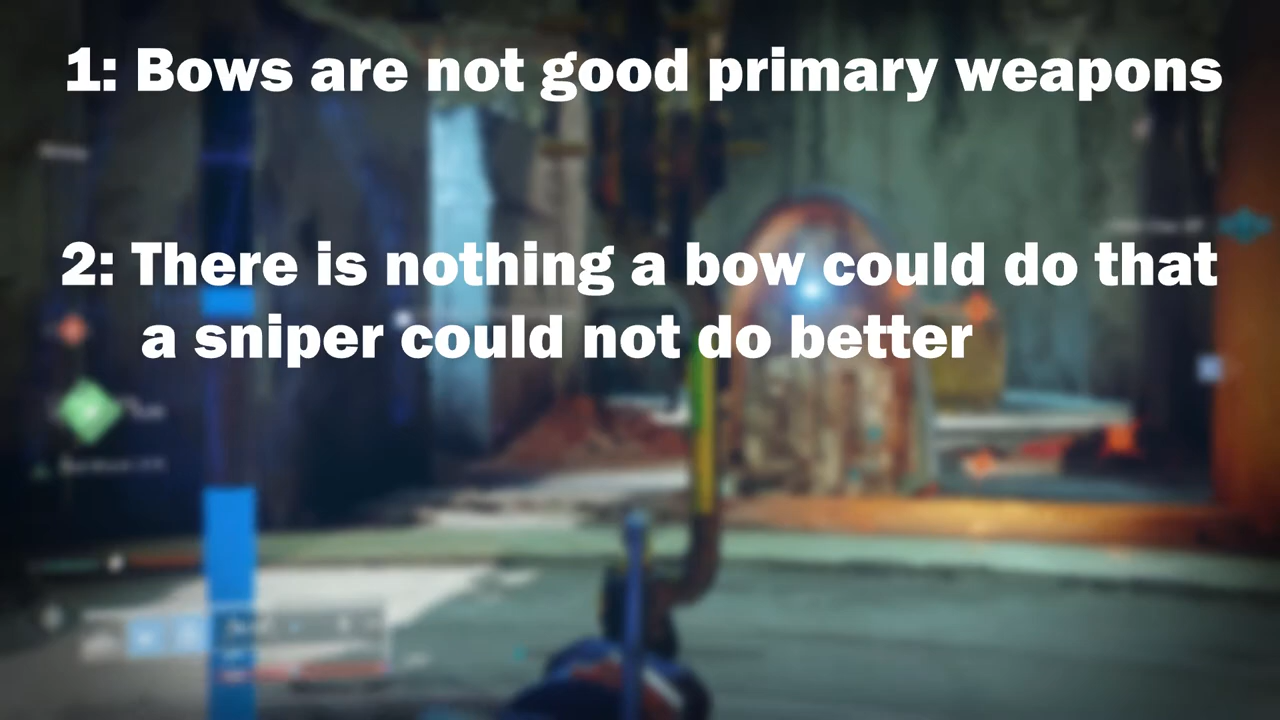 1: Bows are not good primary weapons
2: There is nothing a bow could do that
a sniper could not do better